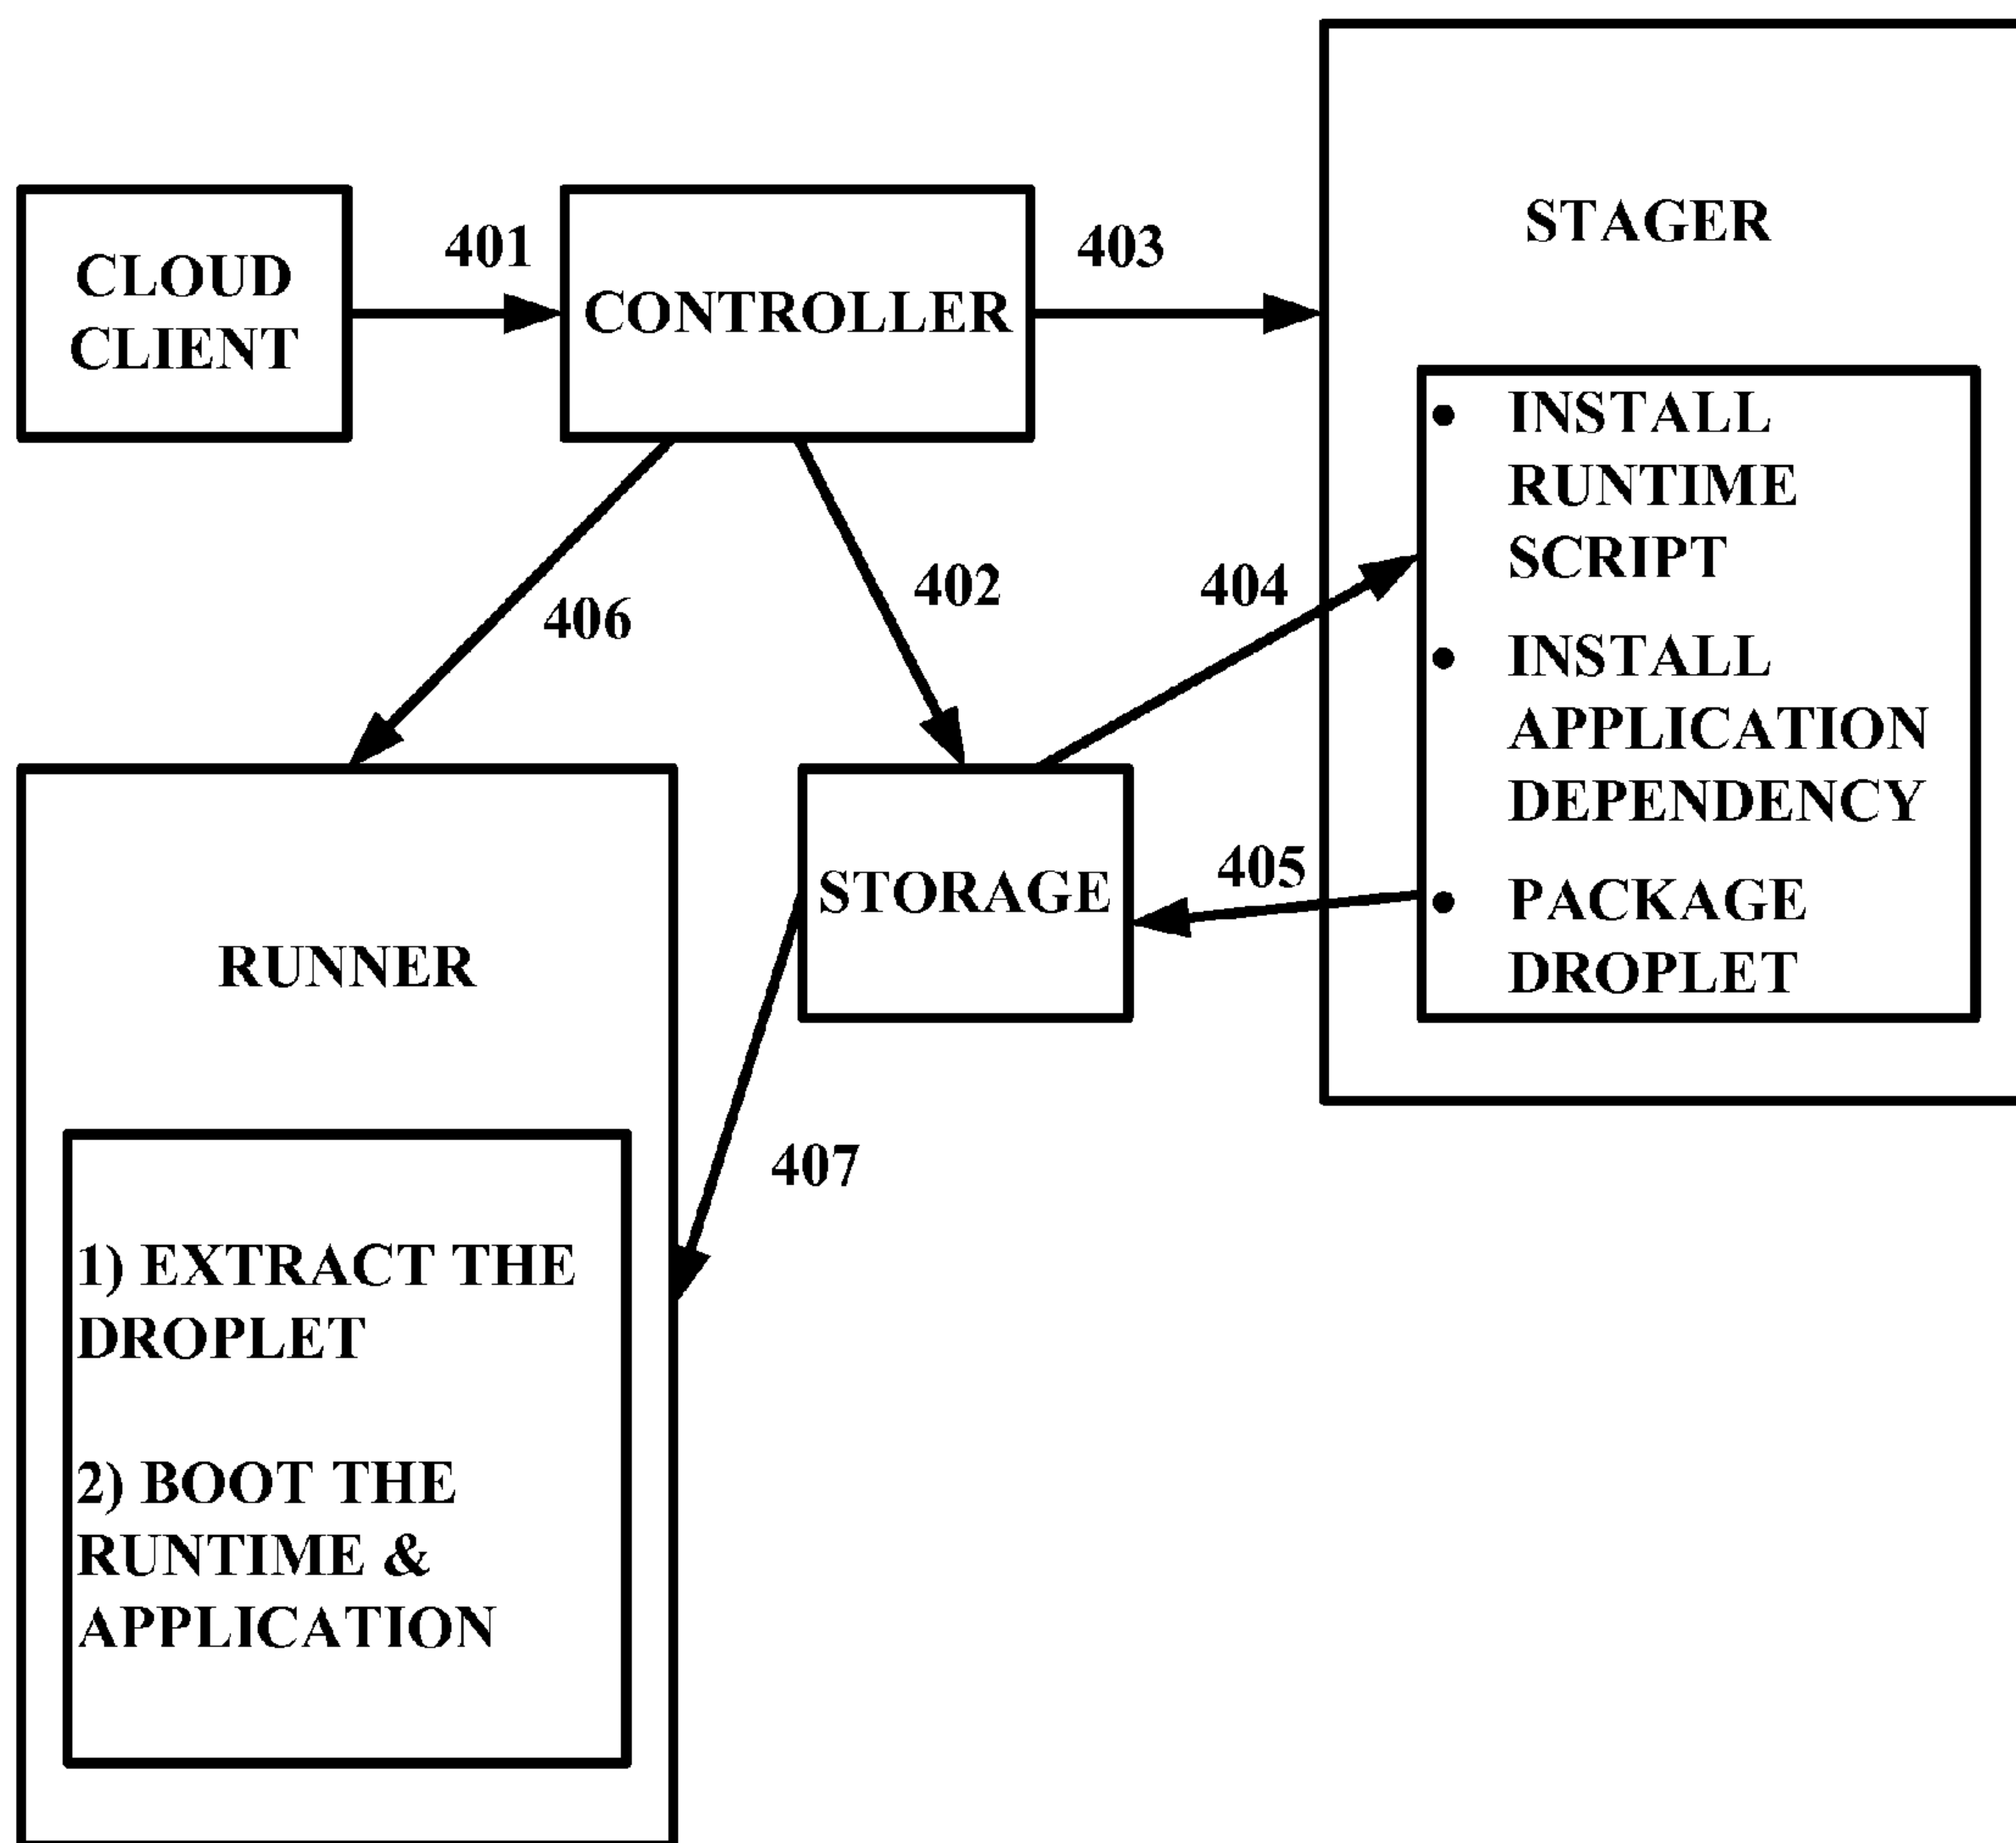 CLOUD
CLIENT
401
CONTROLLER
403
STAGER
• INSTALL
RUNTIME
SCRIPT
• INSTALL
APPLICATION
DEPENDENCY
• PACKAGE
DROPLET
406
402
404
405
STORAGE
RUNNER
407
1) EXTRACT THE
DROPLET
2) BOOT THE
RUNTIME &
APPLICATION